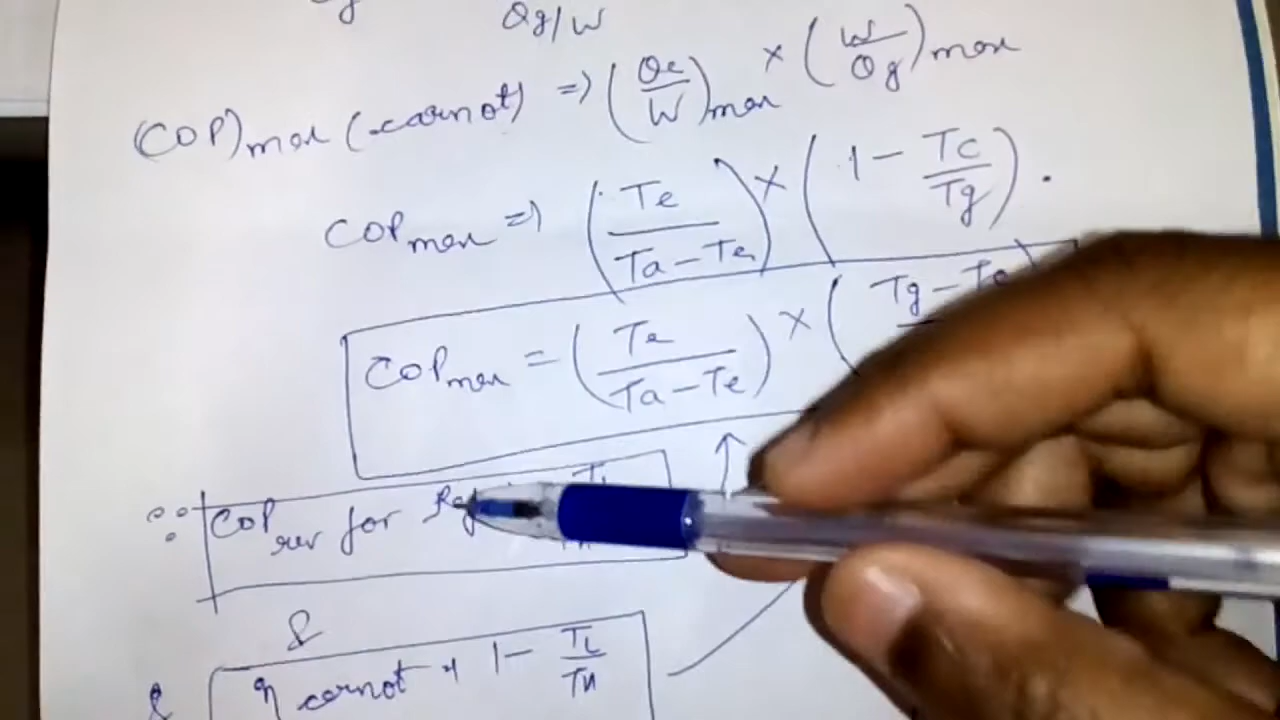 Qg/W
(COP)max (carnot) => (Qe/W)max × (W/Qg)max
COPmax => (Te/(Ta-Te)) × (1 - Tc/Tg).
COPmax = (Te/(Ta-Te)) × (Tg-
∵ COPrev for
&
& η carnot 1 - TL/TH